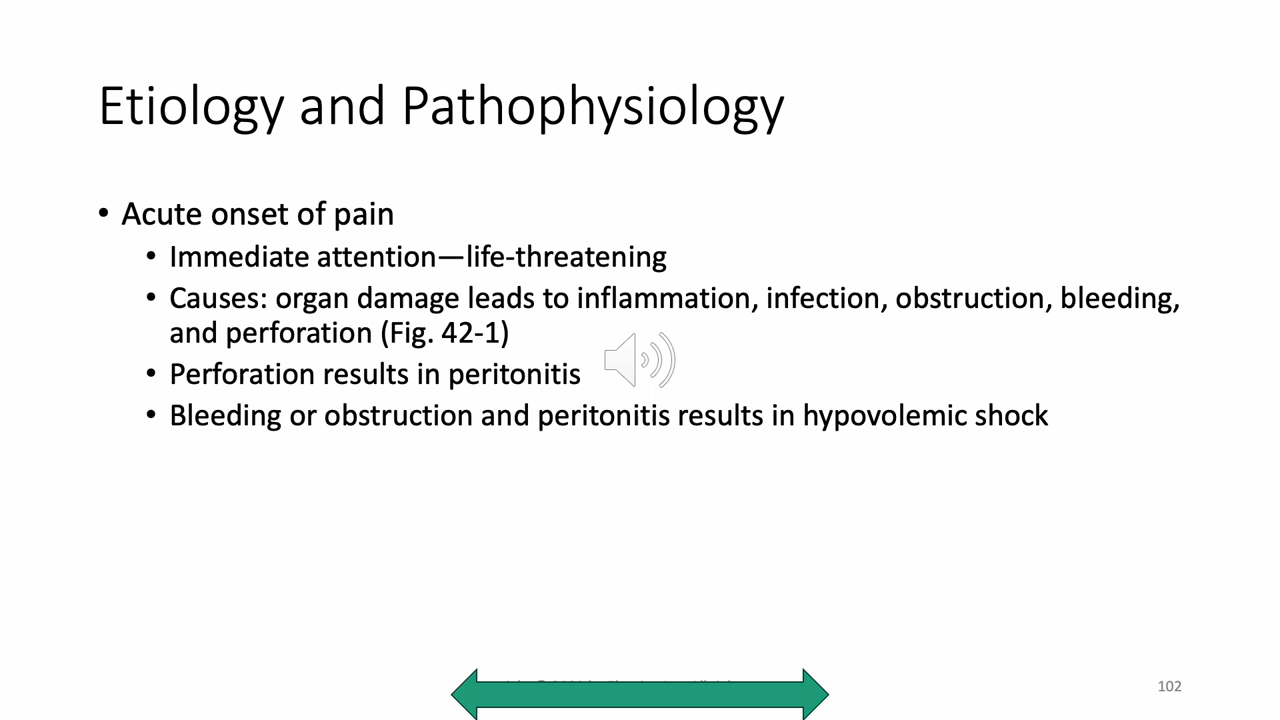 Etiology and Pathophysiology
• Acute onset of pain
• Immediate attention—life-threatening
• Causes: organ damage leads to inflammation, infection, obstruction, bleeding,
and perforation (Fig. 42-1)
• Perforation results in peritonitis
• Bleeding or obstruction and peritonitis results in hypovolemic shock
102